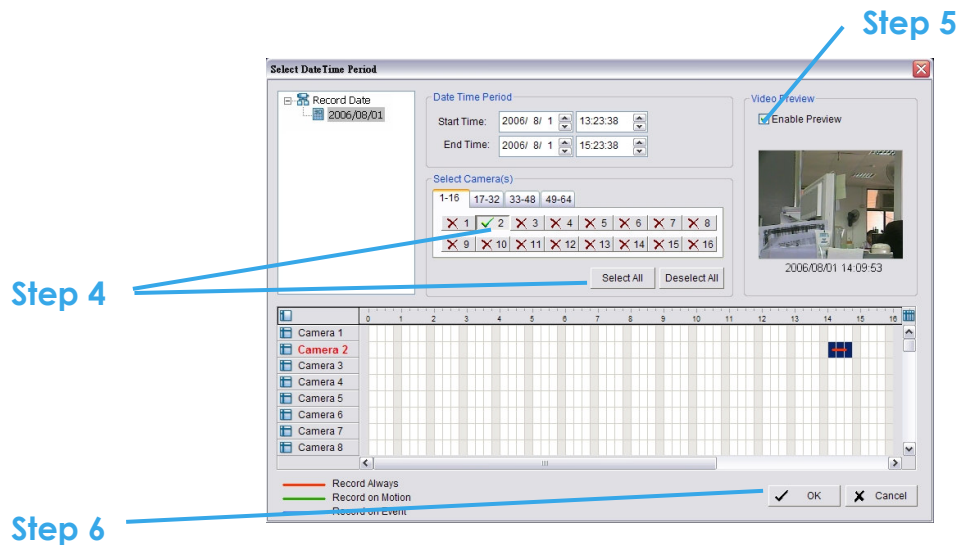 Step 5
Select DateTime Period
Record Date
2006/08/01
Date Time Period
Start Time: 2006/ 8/ 1 13:23:38
End Time: 2006/ 8/ 1 15:23:38
Select Camera(s)
1-16 17-32 33-48 49-64
1 2 3 4 5 6 7 8
9 10 11 12 13 14 15 16
Select All Deselect All
Video Preview
Enable Preview
2006/08/01 14:09:53
Step 4
0 1 2 3 4 5 6 7 8 9 10 11 12 13 14 15 16
Camera 1
Camera 2
Camera 3
Camera 4
Camera 5
Camera 6
Camera 7
Camera 8
Record Always
Record on Motion
Record on Event
OK Cancel
Step 6